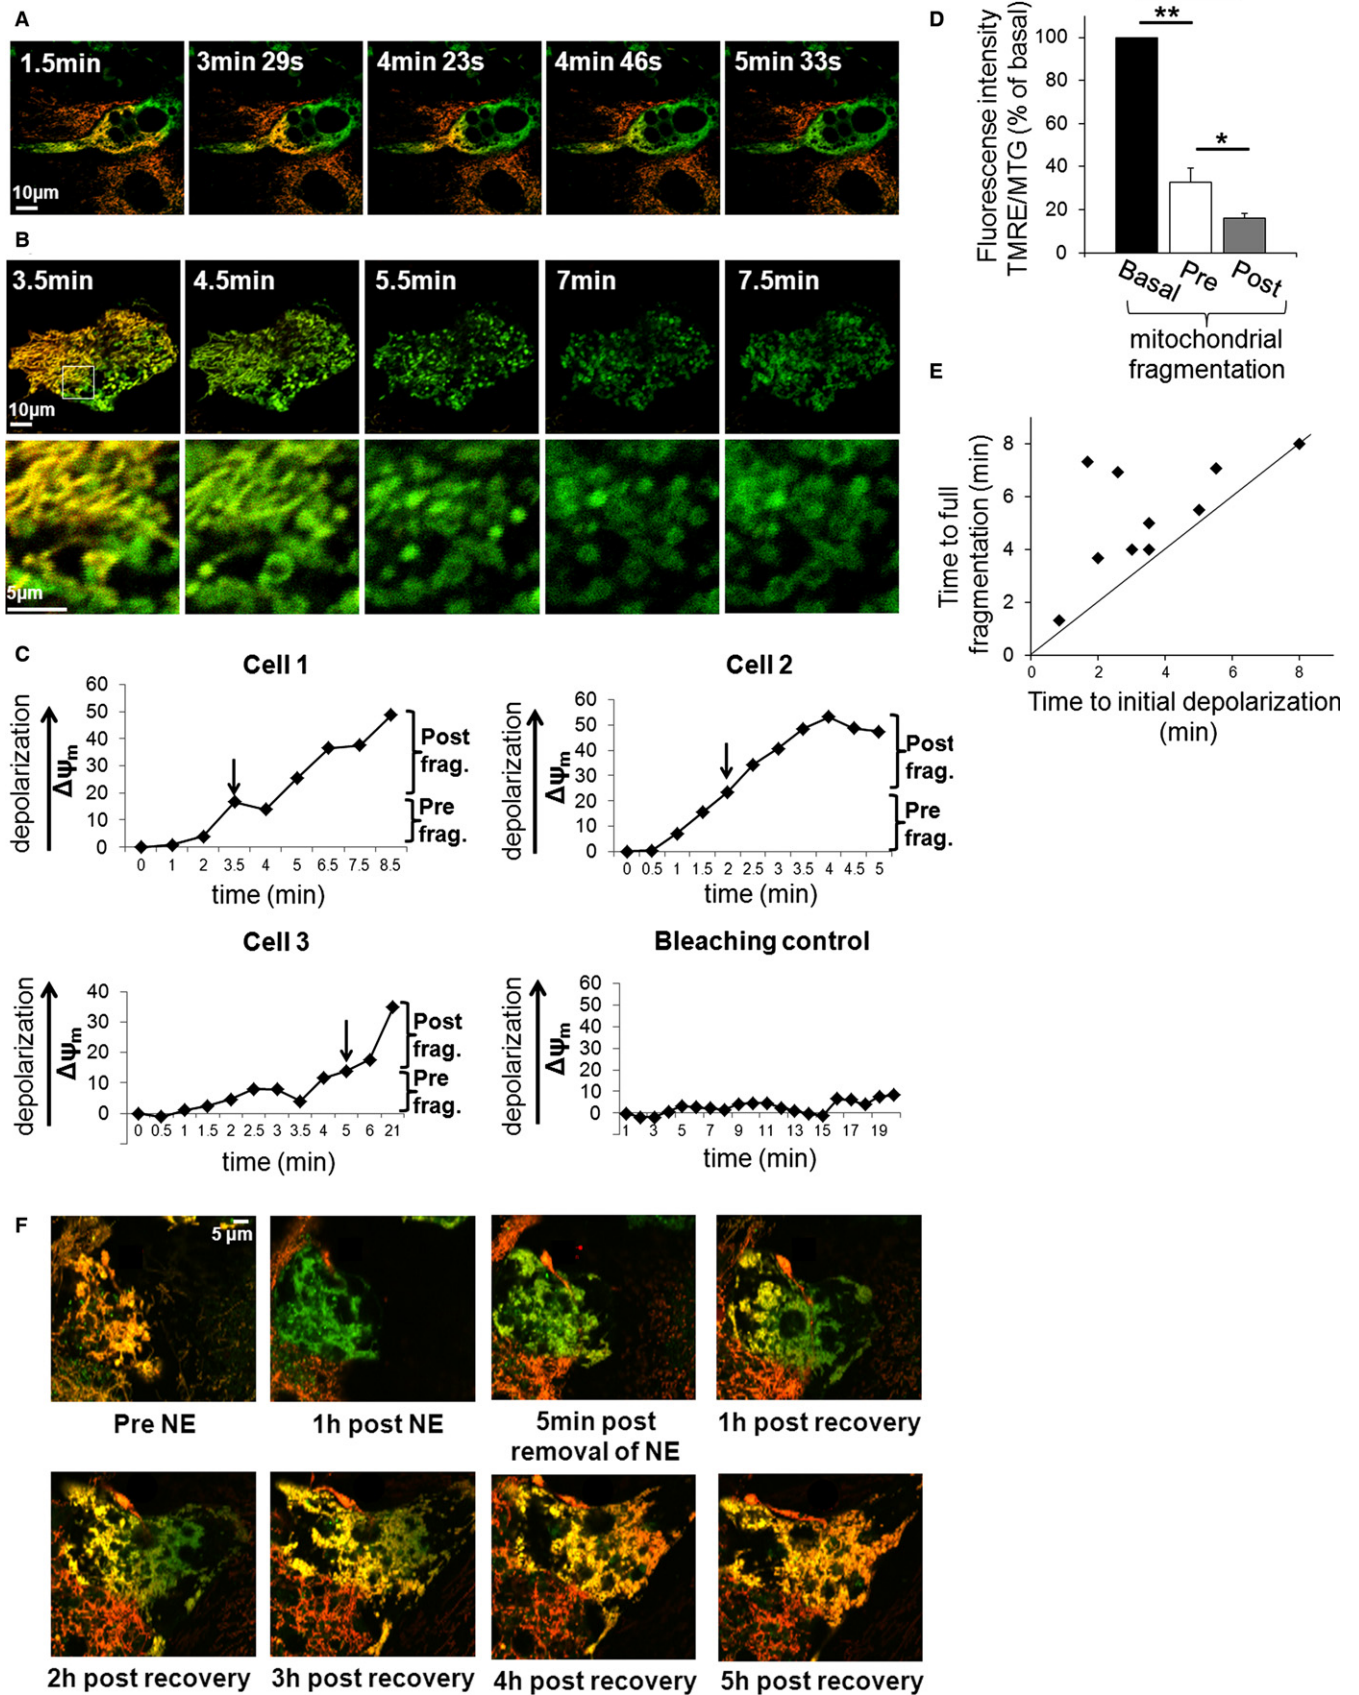 A
1.5min
3min 29s
4min 23s
4min 46s
5min 33s
10µm
B
3.5min
4.5min
5.5min
7min
7.5min
10µm
5µm
C
Cell 1
depolarization
Δψm
60
50
40
30
20
10
0
0 1 2 3.5 4 5 6.5 7.5 8.5
time (min)
Post
frag.
Pre
frag.
Cell 2
depolarization
Δψm
60
50
40
30
20
10
0
0 0.5 1 1.5 2 2.5 3 3.5 4 4.5 5
time (min)
Post
frag.
Pre
frag.
Cell 3
depolarization
Δψm
40
30
20
10
0
0 0.5 1 1.5 2 2.5 3 3.5 4 5 6 21
time (min)
Post
frag.
Pre
frag.
Bleaching control
depolarization
Δψm
60
50
40
30
20
10
0
1 3 5 7 9 11 13 15 17 19
time (min)
D
Fluorescense intensity
TMRE/MTG (% of basal)
100
80
60
40
20
0
**
*
Basal
Pre
Post
mitochondrial
fragmentation
E
Time to full
fragmentation (min)
8
6
4
2
0
0 2 4 6 8
Time to initial depolarization
(min)
F
5 µm
Pre NE
1h post NE
5min post
removal of NE
1h post recovery
2h post recovery
3h post recovery
4h post recovery
5h post recovery